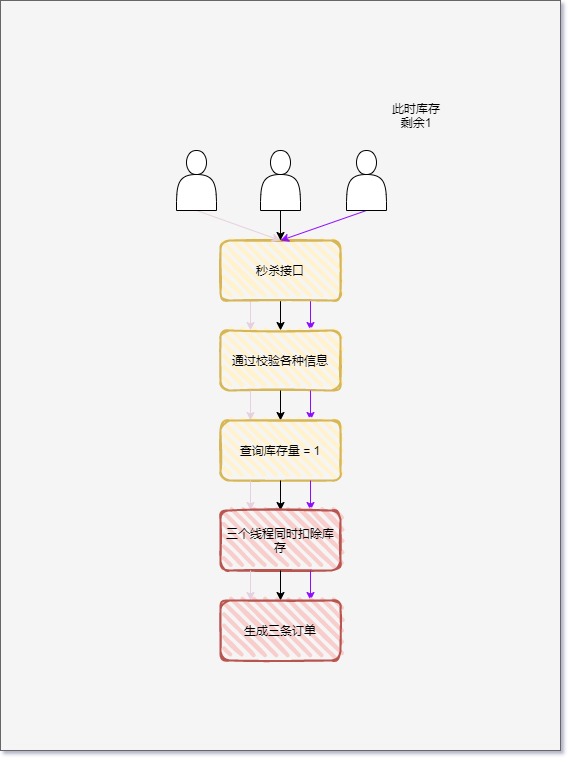 此时库存
剩余1
秒杀接口
通过校验各种信息
查询库存量 = 1
三个线程同时扣除库
存
生成三条订单